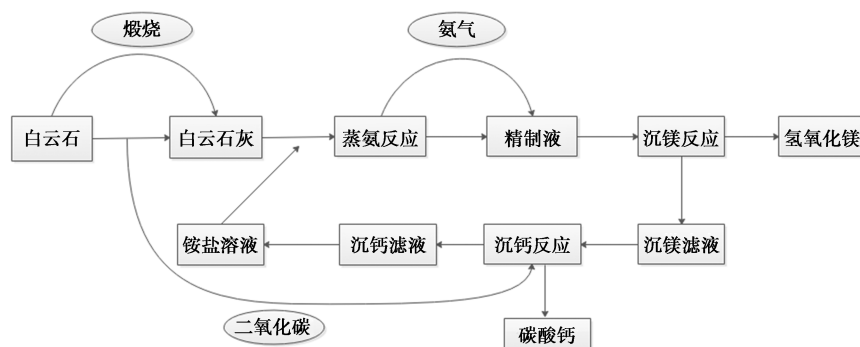 煅烧
氨气
白云石
白云石灰
蒸氨反应
精制液
沉镁反应
氢氧化镁
铵盐溶液
沉钙滤液
沉钙反应
沉镁滤液
二氧化碳
碳酸钙